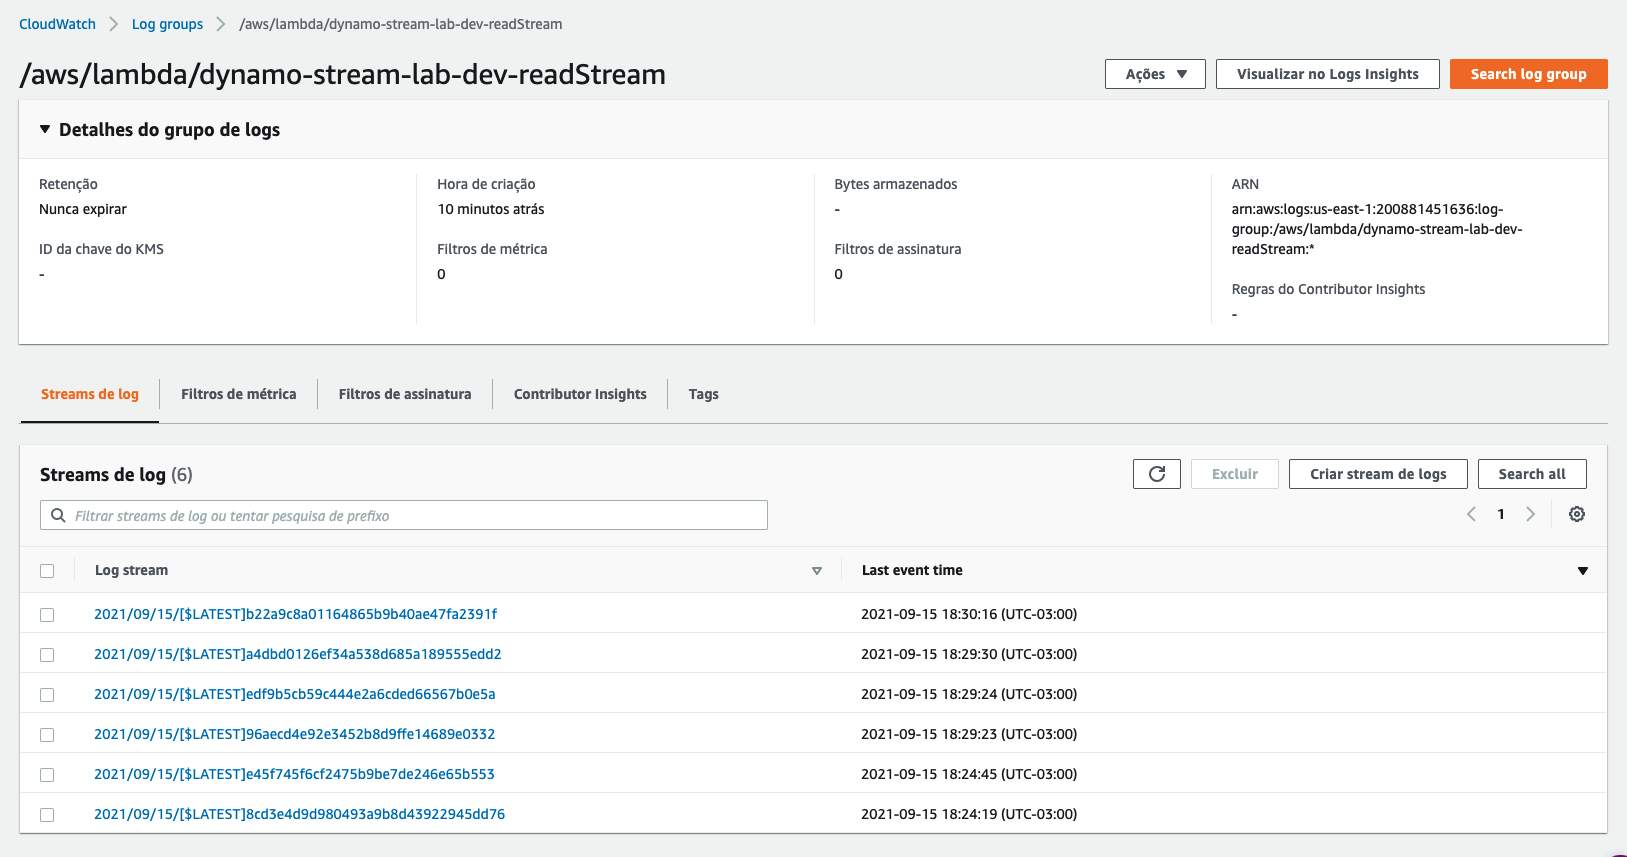 CloudWatch > Log groups > /aws/lambda/dynamo-stream-lab-dev-readStream
/aws/lambda/dynamo-stream-lab-dev-readStream
Ações ▼ Visualizar no Logs Insights Search log group
▼ Detalhes do grupo de logs
Retenção
Nunca expirar
ID da chave do KMS
-
Hora de criação
10 minutos atrás
Filtros de métrica
0
Bytes armazenados
-
Filtros de assinatura
0
ARN
arn:aws:logs:us-east-1:200881451636:log-
group:/aws/lambda/dynamo-stream-lab-dev-
readStream:*
Regras do Contributor Insights
-
Streams de log Filtros de métrica Filtros de assinatura Contributor Insights Tags
Streams de log (6)
Excluir Criar stream de logs Search all
Filtrar streams de log ou tentar pesquisa de prefixo
1
Log stream Last event time
2021/09/15/[$LATEST]b22a9c8a01164865b9b40ae47fa2391f 2021-09-15 18:30:16 (UTC-03:00)
2021/09/15/[$LATEST]a4dbd0126ef34a538d685a189555edd2 2021-09-15 18:29:30 (UTC-03:00)
2021/09/15/[$LATEST]edf9b5cb59c444e2a6cded66567b0e5a 2021-09-15 18:29:24 (UTC-03:00)
2021/09/15/[$LATEST]96aecd4e92e3452b8d9ffe14689e0332 2021-09-15 18:29:23 (UTC-03:00)
2021/09/15/[$LATEST]e45f745f6cf2475b9be7de246e65b553 2021-09-15 18:24:45 (UTC-03:00)
2021/09/15/[$LATEST]8cd3e4d9d980493a9b8d43922945dd76 2021-09-15 18:24:19 (UTC-03:00)